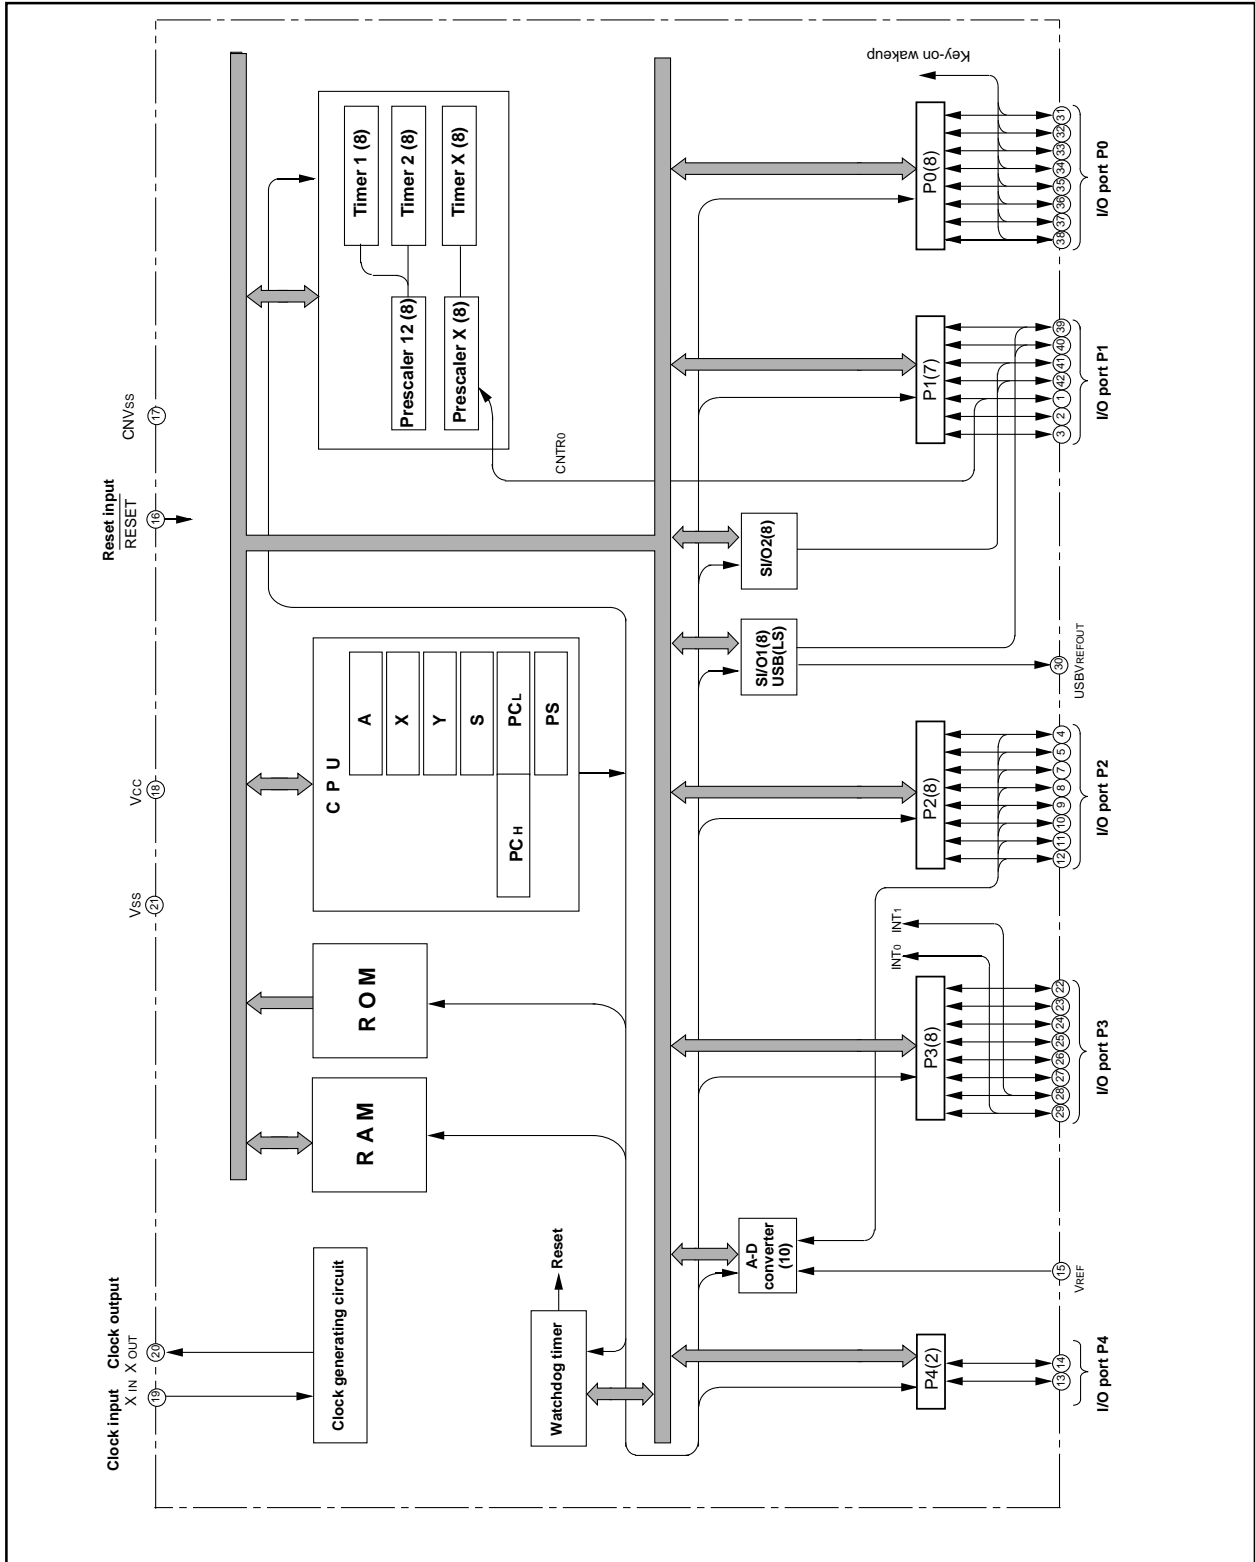 Clock input
Clock output
X IN
X OUT
19
20
VSS
21
VCC
18
Reset input
RESET
16
CNVSS
17
Clock generating circuit
RAM
ROM
C P U
A
X
Y
S
PCH
PCL
PS
Timer 1 (8)
Timer 2 (8)
Timer X (8)
Prescaler 12 (8)
Prescaler X (8)
CNTR0
Watchdog timer
Reset
A-D
converter
(10)
SI/O1(8)
USB(LS)
SI/O2(8)
INT0
INT1
Key-on wakeup
P4(2)
P3(8)
P2(8)
P1(7)
P0(8)
13 14
I/O port P4
15
VREF
29 28 27 26 25 24 23 22
I/O port P3
12 11 10 9 8 7 5 4
I/O port P2
30
USBVREFOUT
3 2 1 42 41 40 39
I/O port P1
38 37 36 35 34 33 32 31
I/O port P0